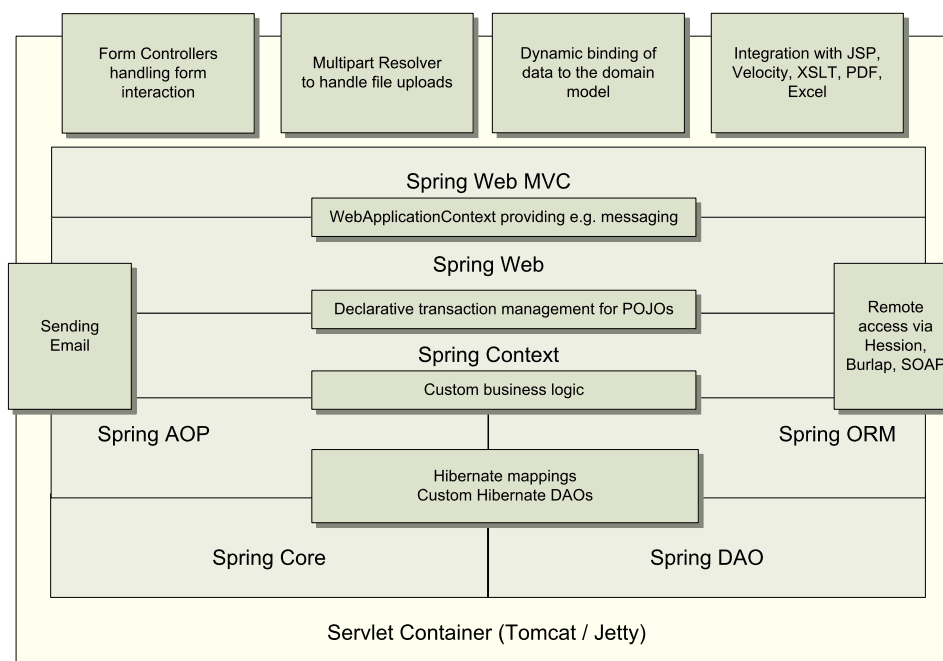 Form Controllers
handling form
interaction
Multipart Resolver
to handle file uploads
Dynamic binding of
data to the domain
model
Integration with JSP,
Velocity, XSLT, PDF,
Excel
Spring Web MVC
WebApplicationContext providing e.g. messaging
Spring Web
Sending
Email
Declarative transaction management for POJOs
Remote
access via
Hession,
Burlap, SOAP
Spring Context
Custom business logic
Spring AOP
Spring ORM
Hibernate mappings
Custom Hibernate DAOs
Spring Core
Spring DAO
Servlet Container (Tomcat / Jetty)